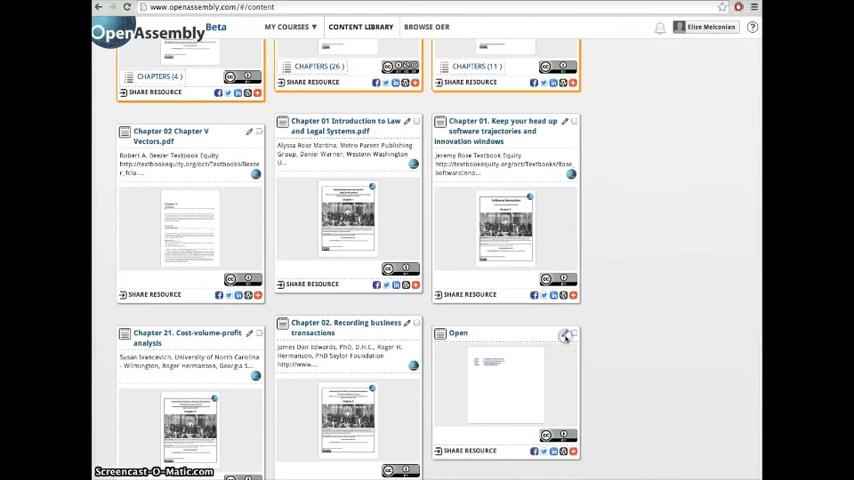 www.openassembly.com/#/content
OpenAssembly Beta
MY COURSES ▼ CONTENT LIBRARY BROWSE OER
Elise Melconian
CHAPTERS (4 )
SHARE RESOURCE
CHAPTERS (26 )
SHARE RESOURCE
CHAPTERS (11 )
SHARE RESOURCE
Chapter 02 Chapter V
Vectors.pdf
Robert A. Beezer Textbook Equity
http://textbookequity.org/oct/Textbooks/Beeze
r_fcla-...
SHARE RESOURCE
Chapter 01 Introduction to Law
and Legal Systems.pdf
Alyssa Rose Martina, Metro Parent Publishing
Group, Daniel Warner, Western Washington
U...
SHARE RESOURCE
Chapter 01. Keep your head up
software trajectories and
innovation windows
Jeremy Rose Textbook Equity
http://textbookequity.org/oct/Textbooks/Rose_
SoftwareInno...
SHARE RESOURCE
Chapter 21. Cost-volume-profit
analysis
Susan Ivancevich, University of North Carolina
- Wilmington, Roger Hermanson, Georgia S...
Chapter 02. Recording business
transactions
James Dan Edwards, PhD, D.H.C., Roger H.
Hermanson, PhD Saylor Foundation
http://www....
Open
SHARE RESOURCE
Screencast-O-Matic.com